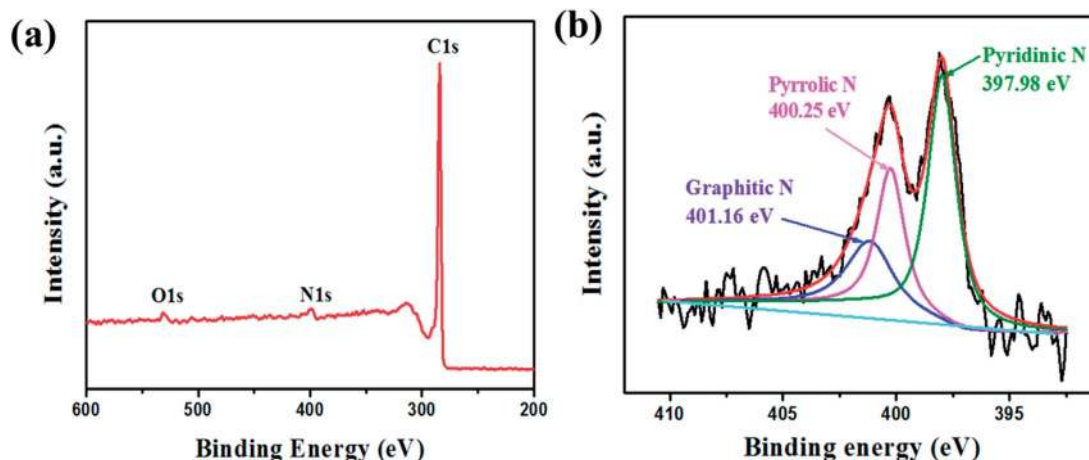 (a)
C1s
O1s
N1s
Intensity (a.u.)
600
500
400
300
200
Binding Energy (eV)
(b)
Pyridinic N
397.98 eV
Pyrrolic N
400.25 eV
Graphitic N
401.16 eV
Intensity (a.u.)
410
405
400
395
Binding energy (eV)